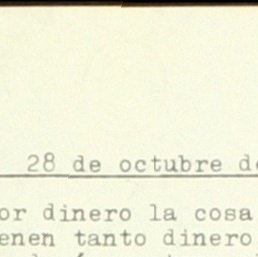 28 de octubre de
or dinero la cosa
enen tanto dinero